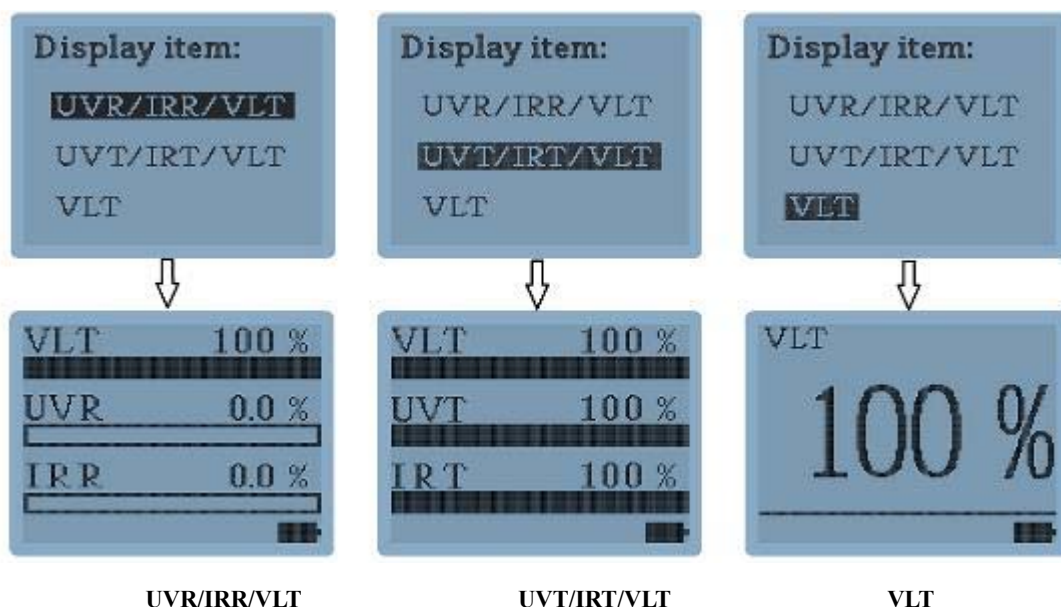 Display item:
UVR/IRR/VLT
UVT/IRT/VLT
VLT
Display item:
UVR/IRR/VLT
UVT/IRT/VLT
VLT
Display item:
UVR/IRR/VLT
UVT/IRT/VLT
VLT
VLT 100 %
UVR 0.0 %
IRR 0.0 %
VLT 100 %
UVT 100 %
IRT 100 %
VLT
100 %
UVR/IRR/VLT
UVT/IRT/VLT
VLT